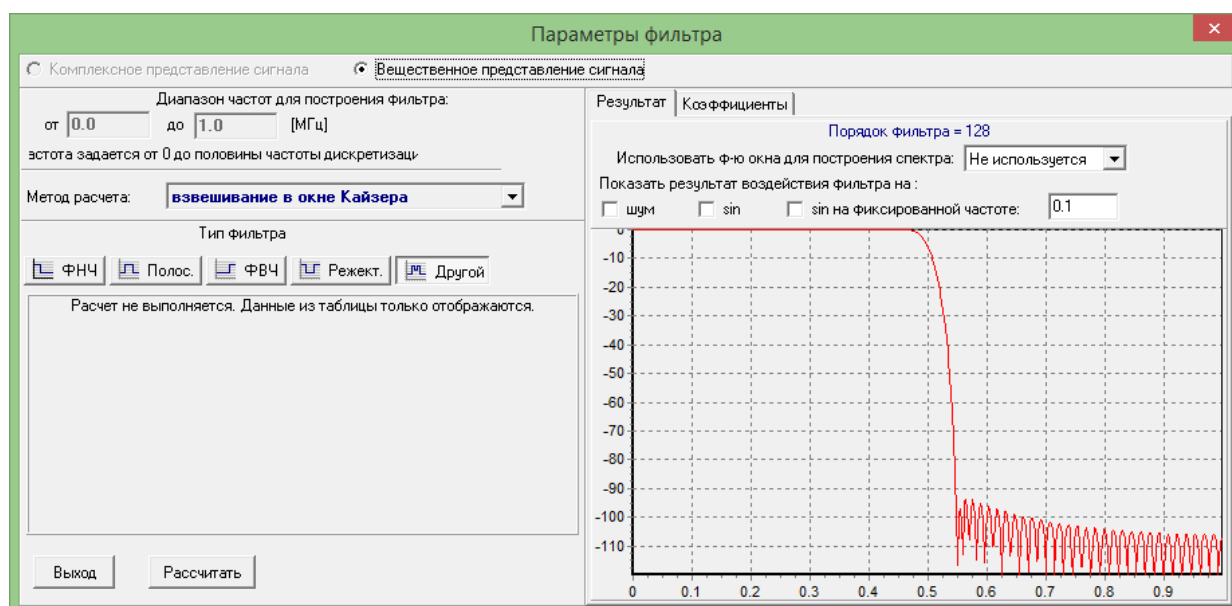 Параметры фильтра
Комплексное представление сигнала Вещественное представление сигнала
Диапазон частот для построения фильтра:
от 0.0 до 1.0 [МГц]
астота задается от 0 до половины частоты дискретизаци
Метод расчета: взвешивание в окне Кайзера
Тип фильтра
ФНЧ Полос. ФВЧ Режект. Другой
Расчет не выполняется. Данные из таблицы только отображаются.
Выход Рассчитать
Результат Коэффициенты
Порядок фильтра = 128
Использовать ф-ю окна для построения спектра: Не используется
Показать результат воздействия фильтра на :
шум sin sin на фиксированной частоте: 0.1
0
-10
-20
-30
-40
-50
-60
-70
-80
-90
-100
-110
0 0.1 0.2 0.3 0.4 0.5 0.6 0.7 0.8 0.9